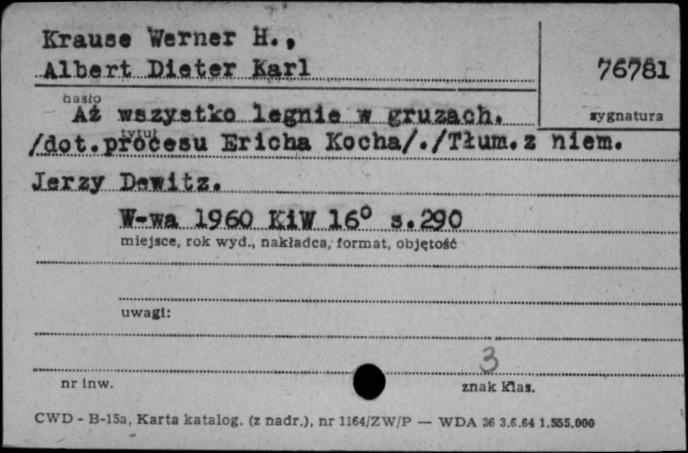 Krause Werner H.,
Albert Dieter Karl
76781
hasło
sygnatura
Aż wszystko legnie w gruzach.
tytuł
/dot.procesu Ericha Kocha/./Tłum.z niem.
Jerzy Dewitz.
W-wa 1960 KiW 16° s.290
miejsce, rok wyd., nakładca, format, objętość
uwagi:
3
nr inw.
znak klas.
CWD - B-15a, Karta katalog. (z nadr.), nr 1164/ZW/P — WDA 36 3.6.64 1.555.000